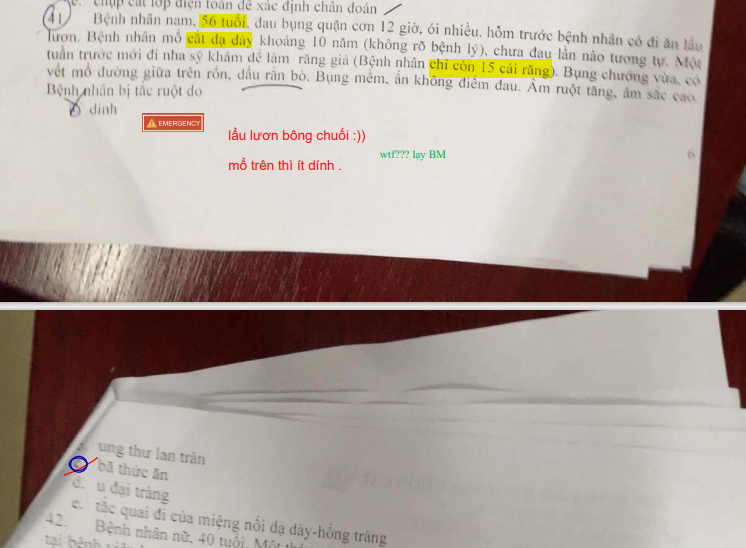 e. chụp cắt lớp điện toán để xác định chẩn đoán
41 Bệnh nhân nam, 56 tuổi, đau bụng quặn cơn 12 giờ, ói nhiều, hôm trước bệnh nhân có đi ăn lẩu
lươn. Bệnh nhân mổ cắt dạ dày khoảng 10 năm (không rõ bệnh lý), chưa đau lần nào tương tự. Một
tuần trước mới đi nha sỹ khám để làm răng giả (Bệnh nhân chỉ còn 15 cái răng). Bụng chướng vừa, có
vết mổ đường giữa trên rốn, dấu rắn bò. Bụng mềm, ấn không điểm đau. Âm ruột tăng, âm sắc cao.
Bệnh nhân bị tắc ruột do
dính
EMERGENCY
lẩu lươn bông chuối :))
wtf??? lạy BM
mổ trên thì ít dính .
6
ung thư lan tràn
c. bã thức ăn
d. u đại tràng
e. tắc quai đi của miệng nối dạ dày-hỗng tràng
42. Bệnh nhân nữ, 40 tuổi. Một
tại bệnh